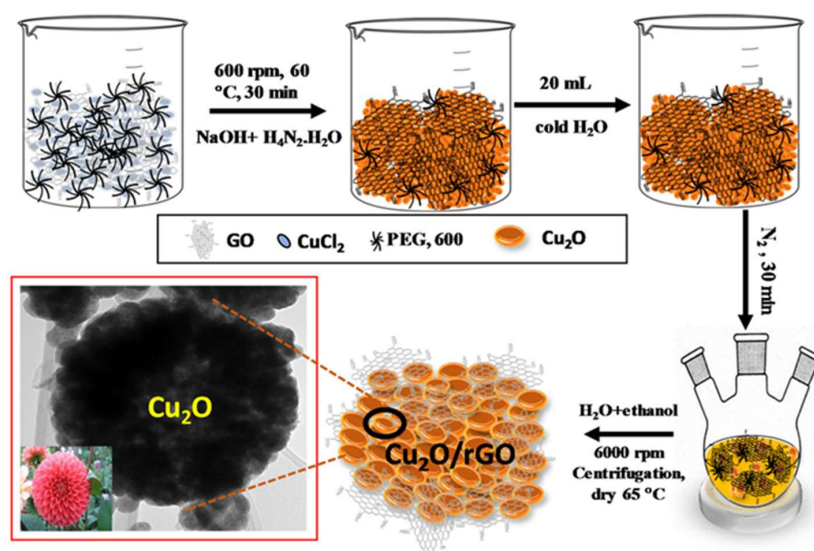 600 rpm, 60
°C, 30 min
NaOH+ H₄N₂.H₂O
20 mL
cold H₂O
GO
CuCl₂
PEG, 600
Cu₂O
N₂ , 30 min
Cu₂O
Cu₂O/rGO
H₂O+ethanol
6000 rpm
Centrifugation,
dry 65 °C